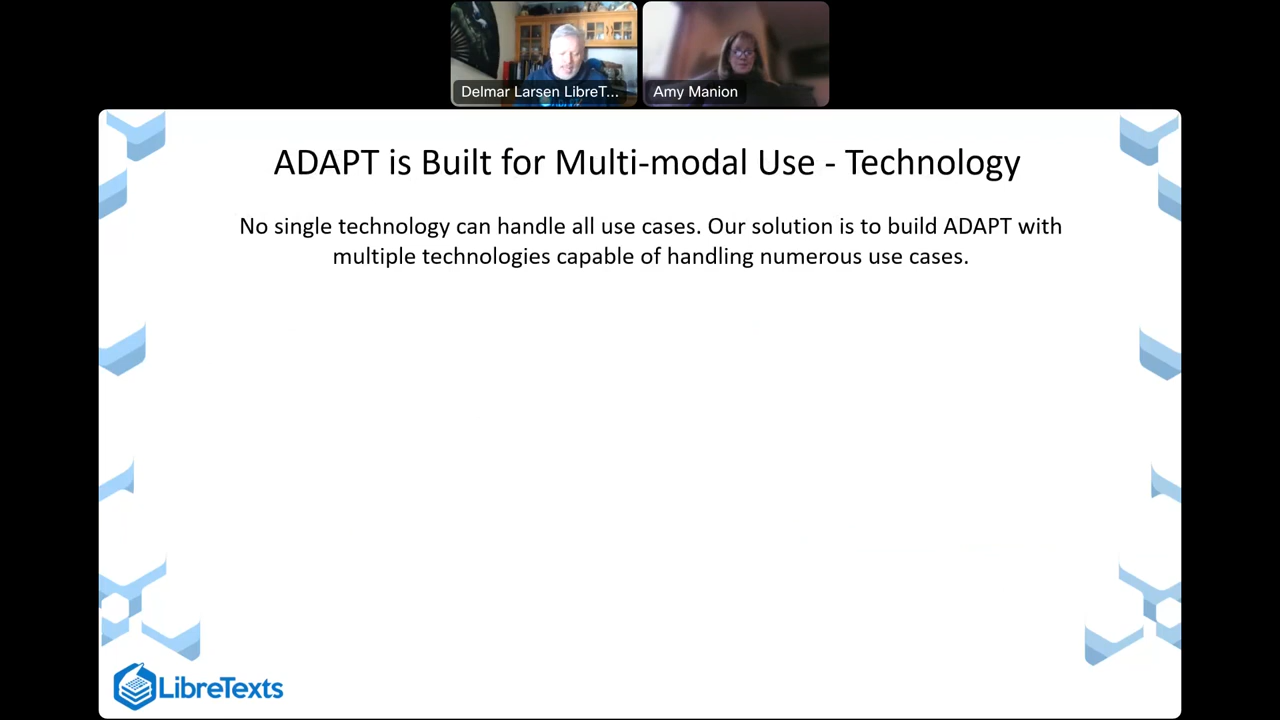 Delmar Larsen LibreT...
Amy Manion
ADAPT is Built for Multi-modal Use - Technology
No single technology can handle all use cases. Our solution is to build ADAPT with
multiple technologies capable of handling numerous use cases.
LibreTexts